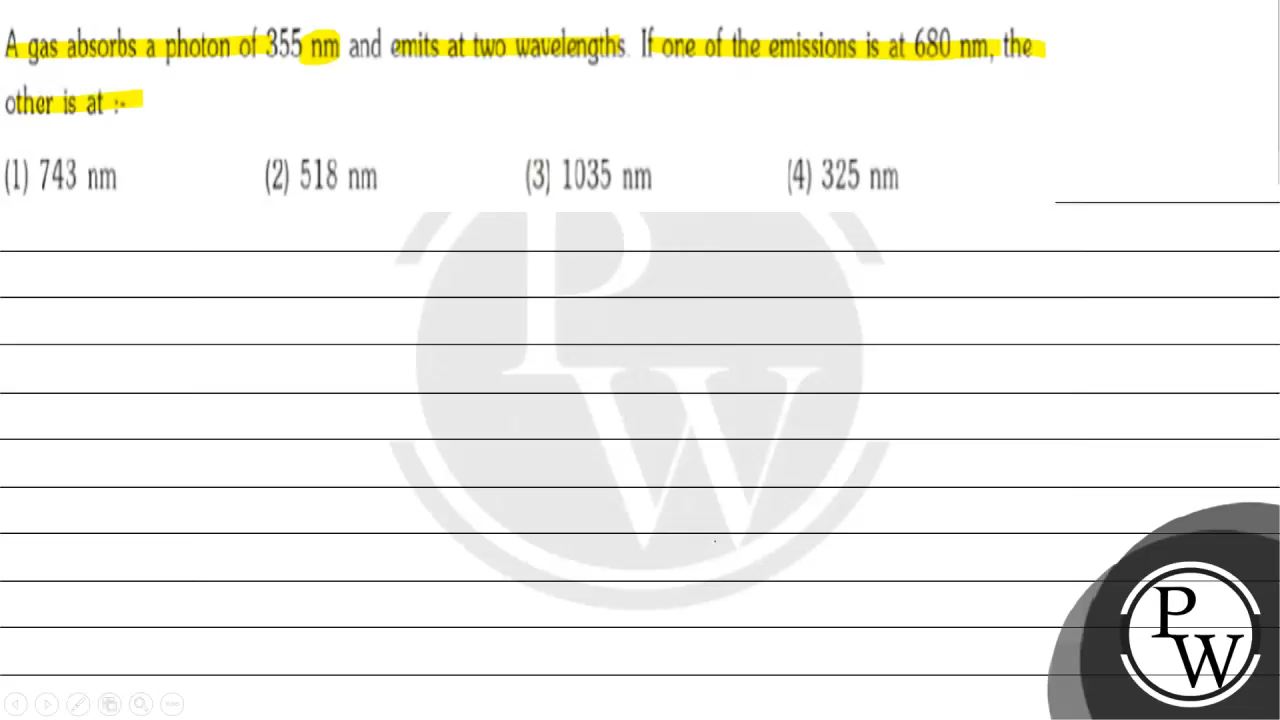 A gas absorbs a photon of 355 nm and emits at two wavelengths. If one of the emissions is at 680 nm, the
other is at :-
(1) 743 nm (2) 518 nm (3) 1035 nm (4) 325 nm
P
W
P
W